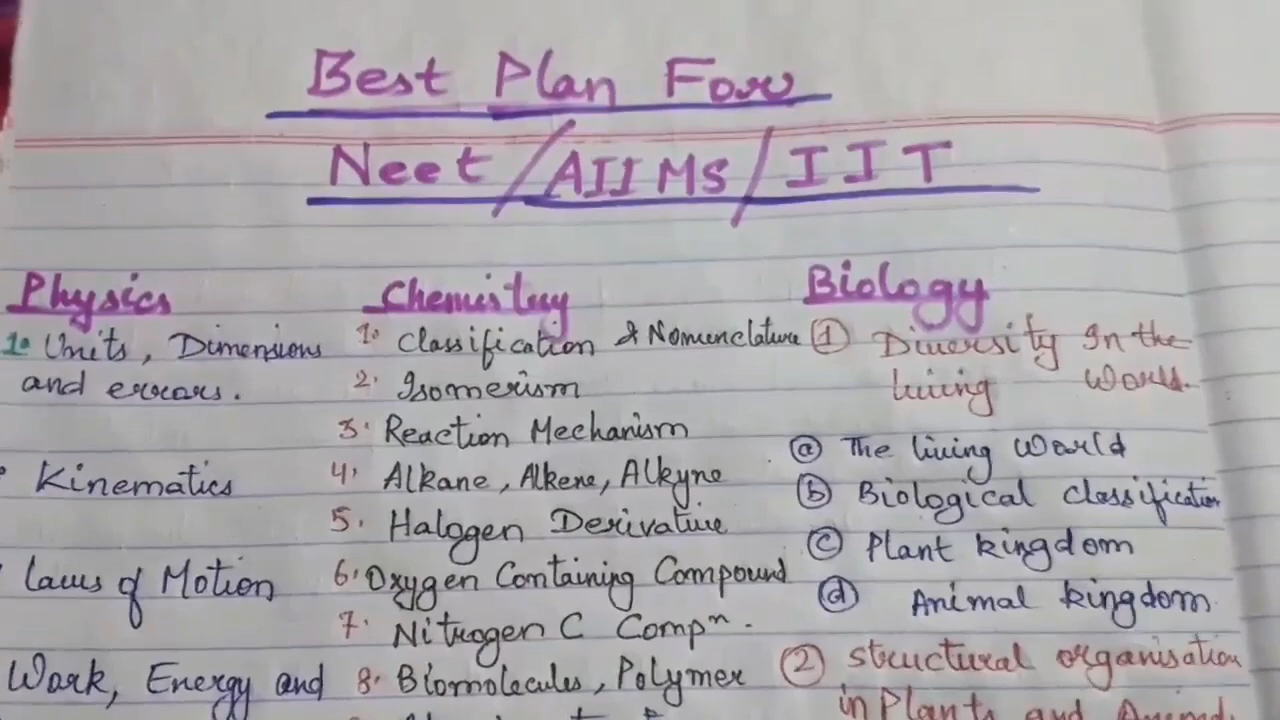 Best Plan For
Neet / AIIMS / IIT
Physics
1. Units, Dimensions
and errors.
Kinematics
laws of Motion
Work, Energy and
Chemistry
1. Classification & Nomenclature
2. Isomerism
3. Reaction Mechanism
4. Alkane, Alkene, Alkyne
5. Halogen Derivative
6. Oxygen Containing Compound
7. Nitrogen C Compn.
8. Biomolecules, Polymer
Biology
1 Diversity In the
living World.
a The living World
b Biological classification
c Plant kingdom
d Animal kingdom
2 structural organisation
in Plants and